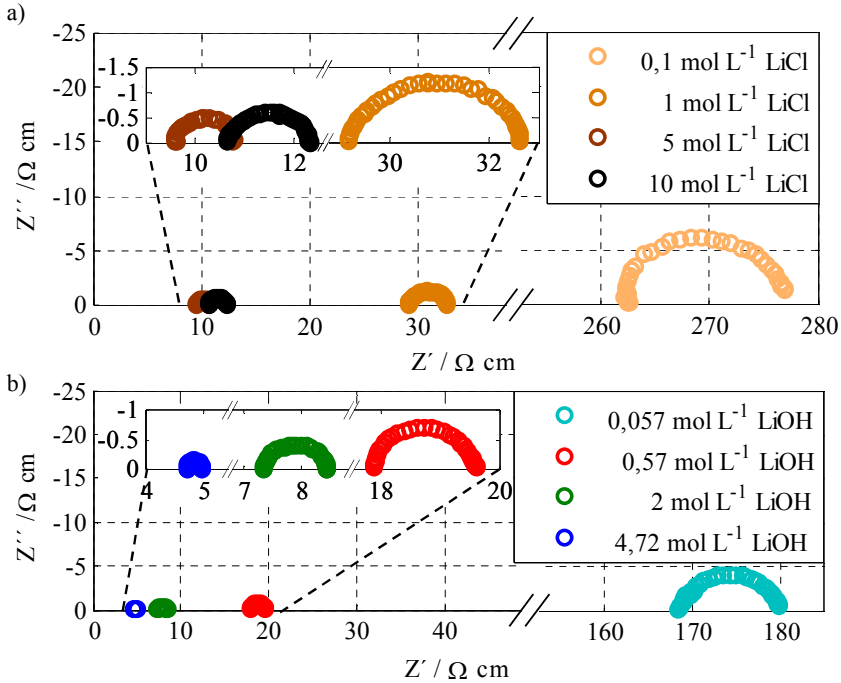 a)
-25
-20
-15
-10
-5
0
Z´´ /Ω cm
-1.5
-1
-0.5
0
10 12 30 32
0,1 mol L⁻¹ LiCl
1 mol L⁻¹ LiCl
5 mol L⁻¹ LiCl
10 mol L⁻¹ LiCl
0 10 20 30 260 270 280
Z´ / Ω cm
b)
-25
-20
-15
-10
-5
0
Z´´ /Ω cm
-1
-0.5
0
4 5 7 8 18 20
0,057 mol L⁻¹ LiOH
0,57 mol L⁻¹ LiOH
2 mol L⁻¹ LiOH
4,72 mol L⁻¹ LiOH
0 10 20 30 40 160 170 180
Z´ / Ω cm